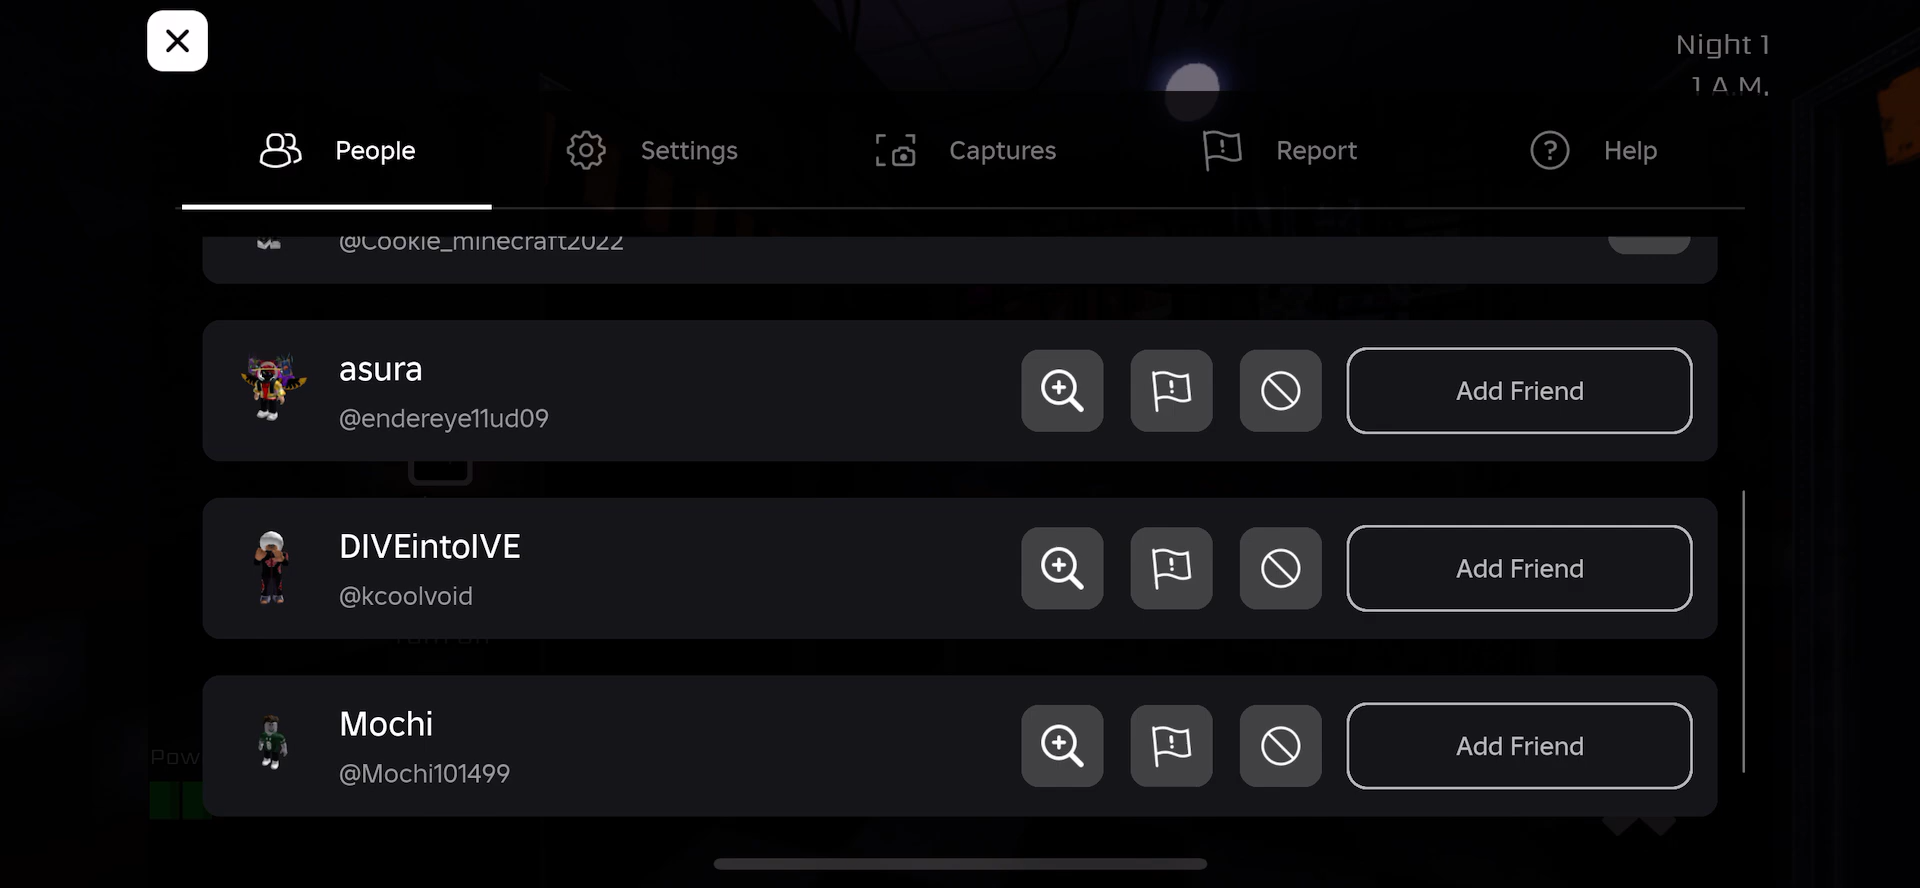 Night 1
1 A.M.
People
Settings
Captures
Report
Help
@Cookie_minecraft2022
asura
@endereye11ud09
Add Friend
DIVEintoIVE
@kcoolvoid
Add Friend
Mochi
@Mochi101499
Add Friend
Pow